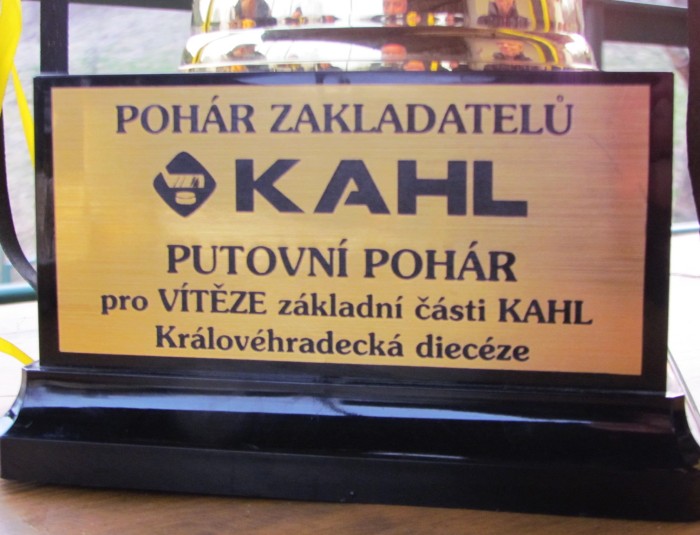 POHÁR ZAKLADATELŮ
KAHL
PUTOVNÍ POHÁR
pro VÍTĚZE základní části KAHL
Královéhradecká diecéze